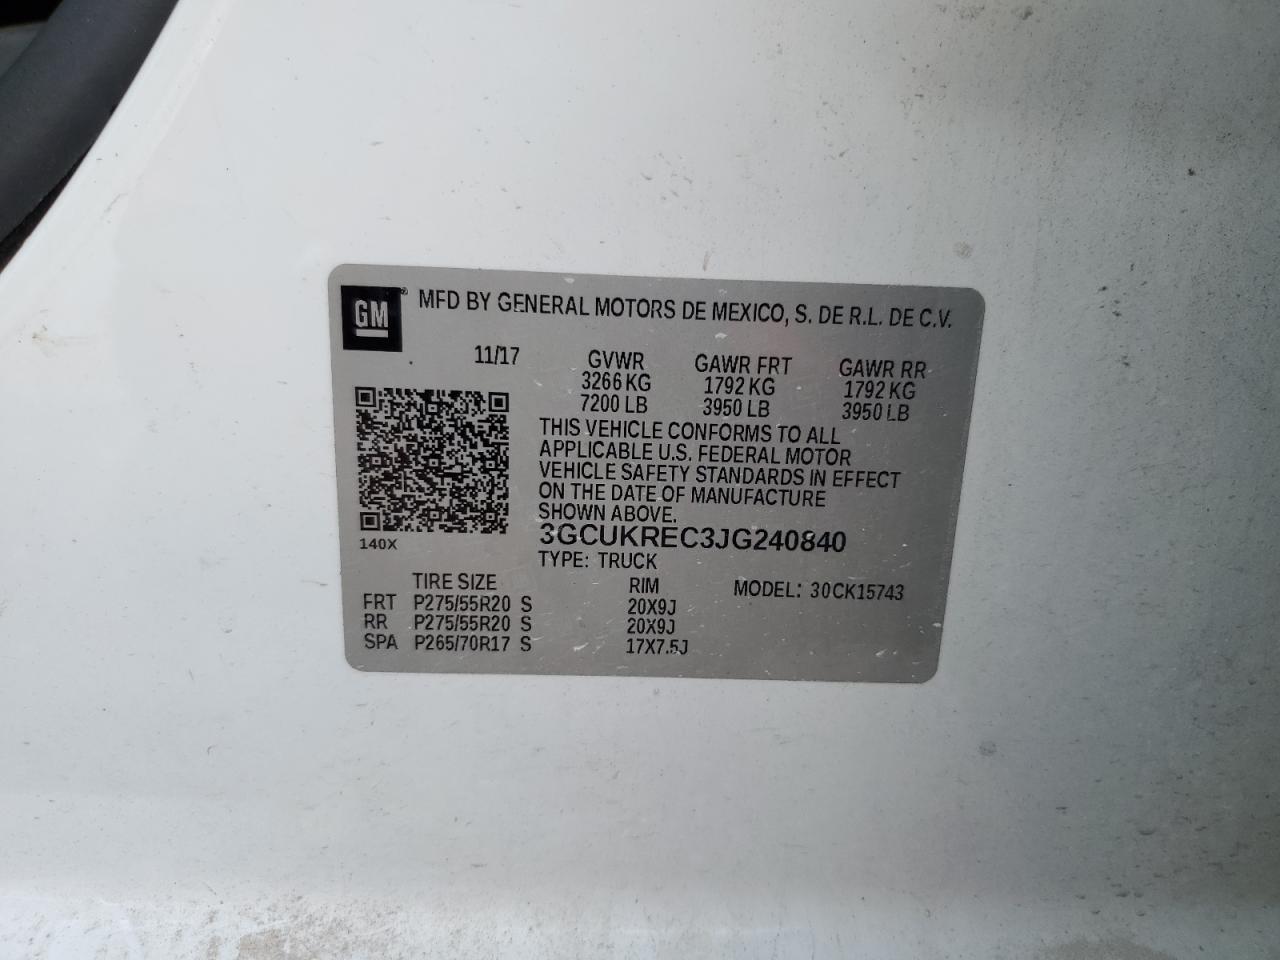 GM
MFD BY GENERAL MOTORS DE MEXICO, S. DE R.L. DE C.V.
11/17 GVWR GAWR FRT GAWR RR
3266 KG 1792 KG 1792 KG
7200 LB 3950 LB 3950 LB
THIS VEHICLE CONFORMS TO ALL
APPLICABLE U.S. FEDERAL MOTOR
VEHICLE SAFETY STANDARDS IN EFFECT
ON THE DATE OF MANUFACTURE
SHOWN ABOVE.
3GCUKREC3JG240840
140X
TYPE: TRUCK
TIRE SIZE RIM MODEL: 30CK15743
FRT P275/55R20 S 20X9J
RR P275/55R20 S 20X9J
SPA P265/70R17 S 17X7.5J